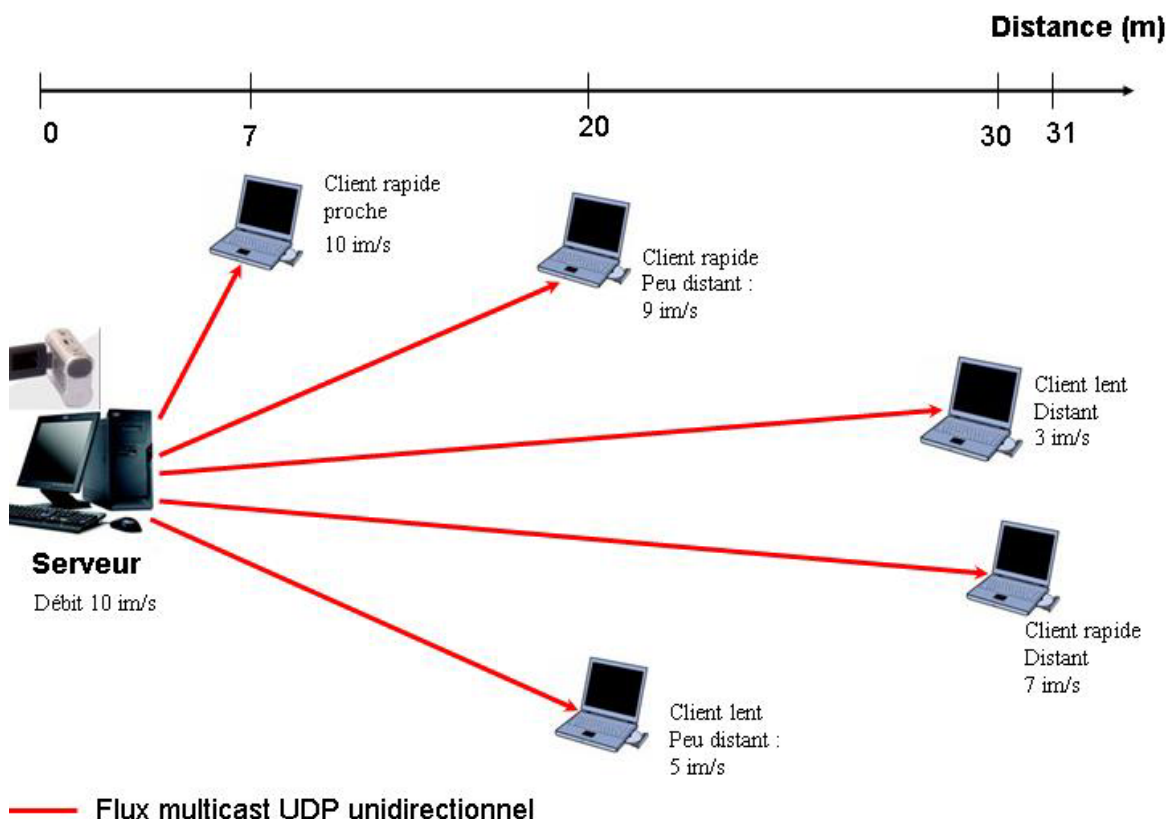 Distance (m)
0
7
20
30
31
Client rapide
proche
10 im/s
Client rapide
Peu distant :
9 im/s
Client lent
Distant
3 im/s
Serveur
Débit 10 im/s
Client rapide
Distant
7 im/s
Client lent
Peu distant :
5 im/s
Flux multicast UDP unidirectionnel